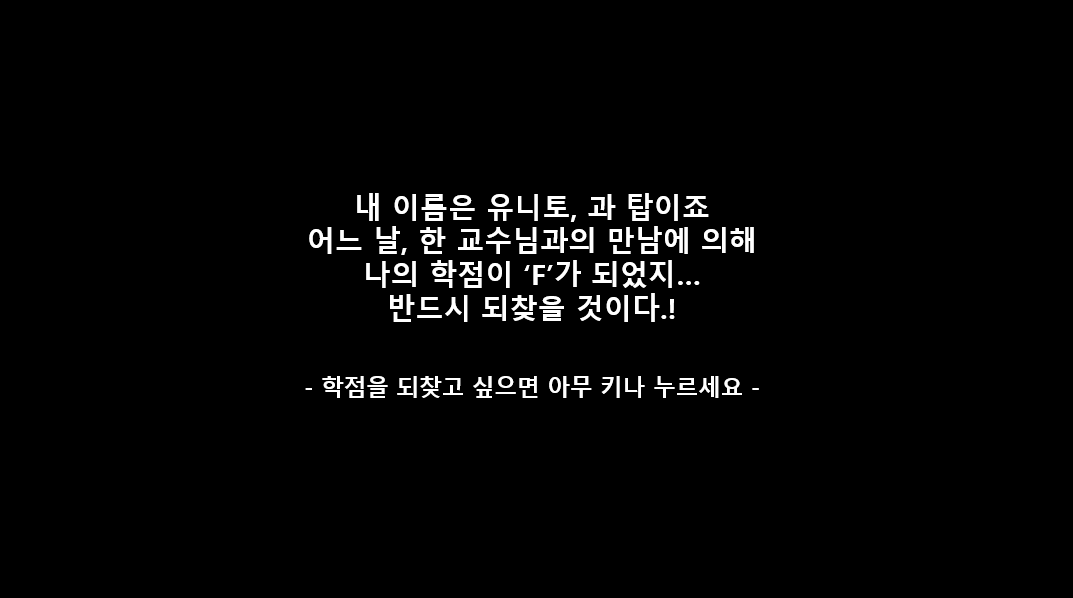 내 이름은 유니토, 과 탑이죠
어느 날, 한 교수님과의 만남에 의해
나의 학점이 ‘F’가 되었지...
반드시 되찾을 것이다.!
- 학점을 되찾고 싶으면 아무 키나 누르세요 -